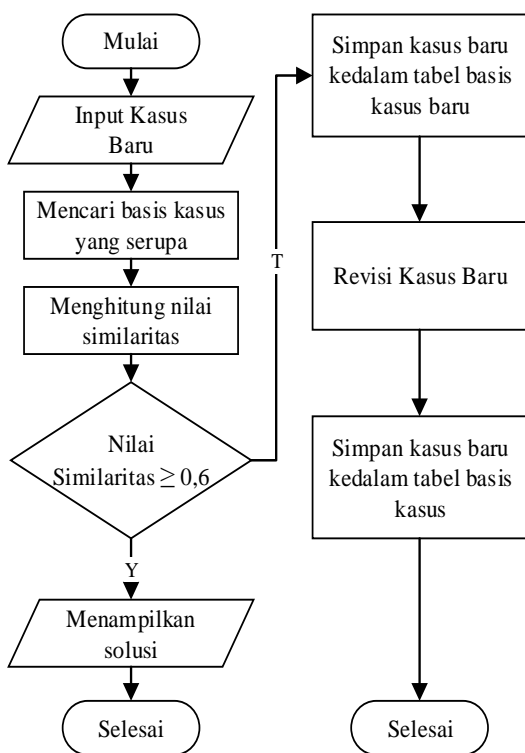 Mulai
Input Kasus
Baru
Mencari basis kasus
yang serupa
Menghitung nilai
similaritas
Nilai
Similaritas ≥ 0,6
Y
Menampilkan
solusi
Selesai
T
Simpan kasus baru
kedalam tabel basis
kasus baru
Revisi Kasus Baru
Simpan kasus baru
kedalam tabel basis
kasus
Selesai